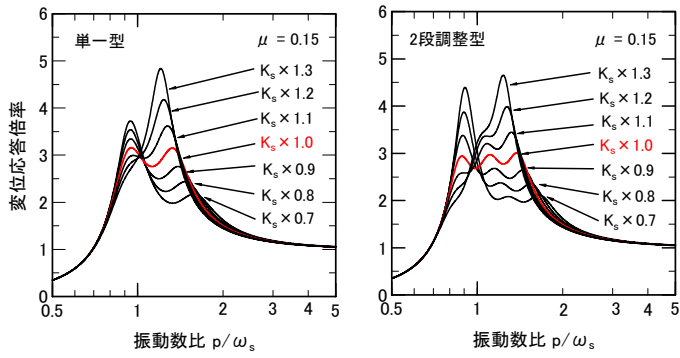 変位応答倍率
6
5
4
3
2
1
0
単一型
μ = 0.15
Ks × 1.3
Ks × 1.2
Ks × 1.1
Ks × 1.0
Ks × 0.9
Ks × 0.8
Ks × 0.7
0.5 1 2 3 4 5
振動数比 p/ωs
6
5
4
3
2
1
0
2段調整型
μ = 0.15
Ks × 1.3
Ks × 1.2
Ks × 1.1
Ks × 1.0
Ks × 0.9
Ks × 0.8
Ks × 0.7
0.5 1 2 3 4 5
振動数比 p/ωs